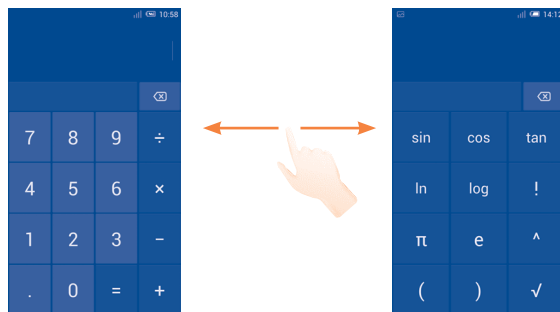 10:58
7 8 9 ÷
4 5 6 ×
1 2 3 −
. 0 = +
14:12
sin cos tan
ln log !
π e ^
( ) √